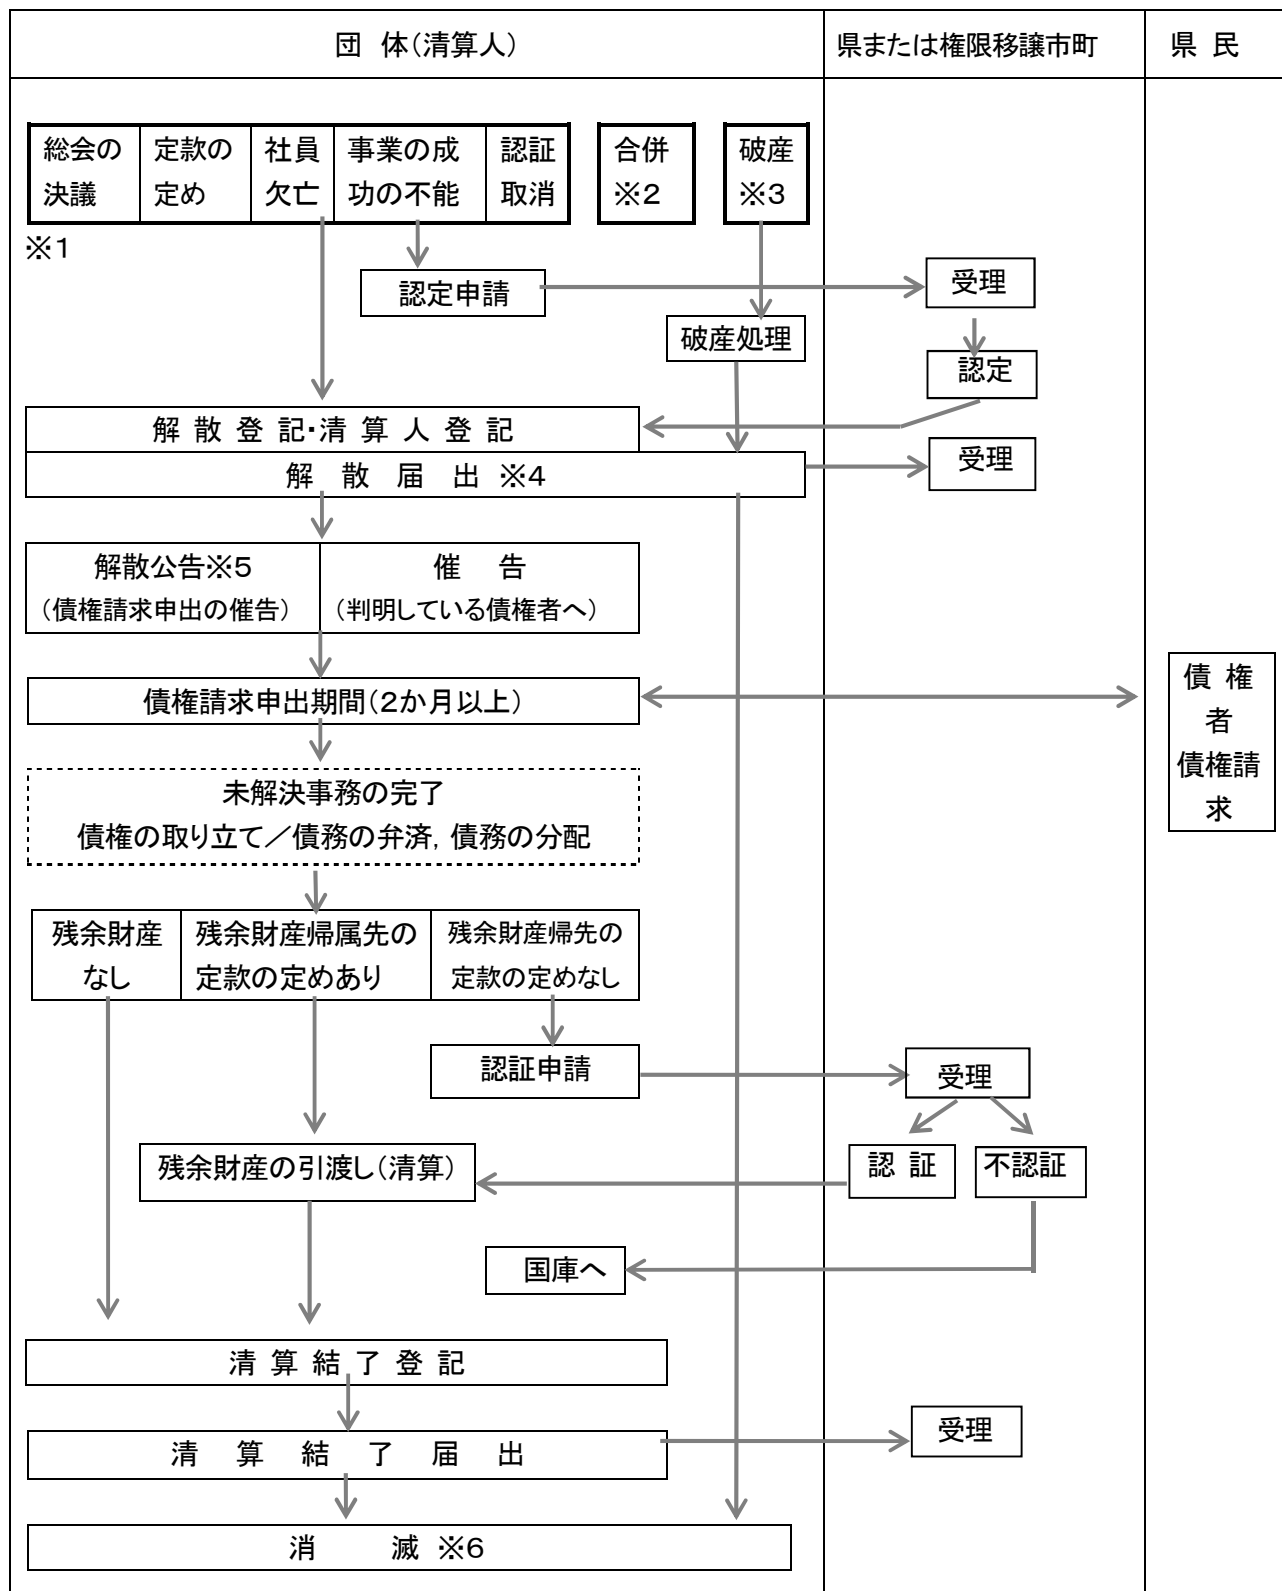 団 体(清算人)
県または権限移譲市町
県 民
総会の
決議
定款の
定め
社員
欠亡
事業の成
功の不能
認証
取消
合併
※2
破産
※3
※1
認定申請
受理
破産処理
認定
解 散 登 記・清 算 人 登 記
解 散 届 出 ※4
受理
解散公告※5
(債権請求申出の催告)
催 告
(判明している債権者へ)
債権請求申出期間(2か月以上)
債 権
者
債権請
求
未解決事務の完了
債権の取り立て/債務の弁済, 債務の分配
残余財産
なし
残余財産帰属先の
定款の定めあり
残余財産帰先の
定款の定めなし
認証申請
受理
残余財産の引渡し(清算)
認 証
不認証
国庫へ
清 算 結 了 登 記
清 算 結 了 届 出
受理
消 滅 ※6